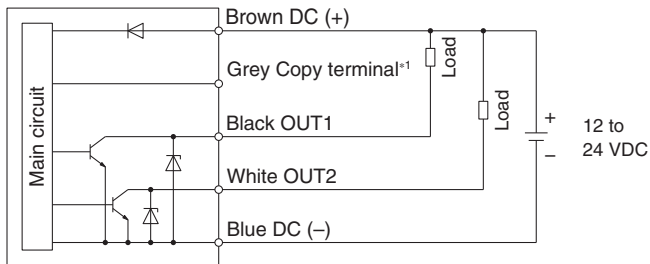 Brown DC (+)
Grey Copy terminal*1
Load
Load
Main circuit
Black OUT1
+
12 to
24 VDC
–
White OUT2
Blue DC (–)